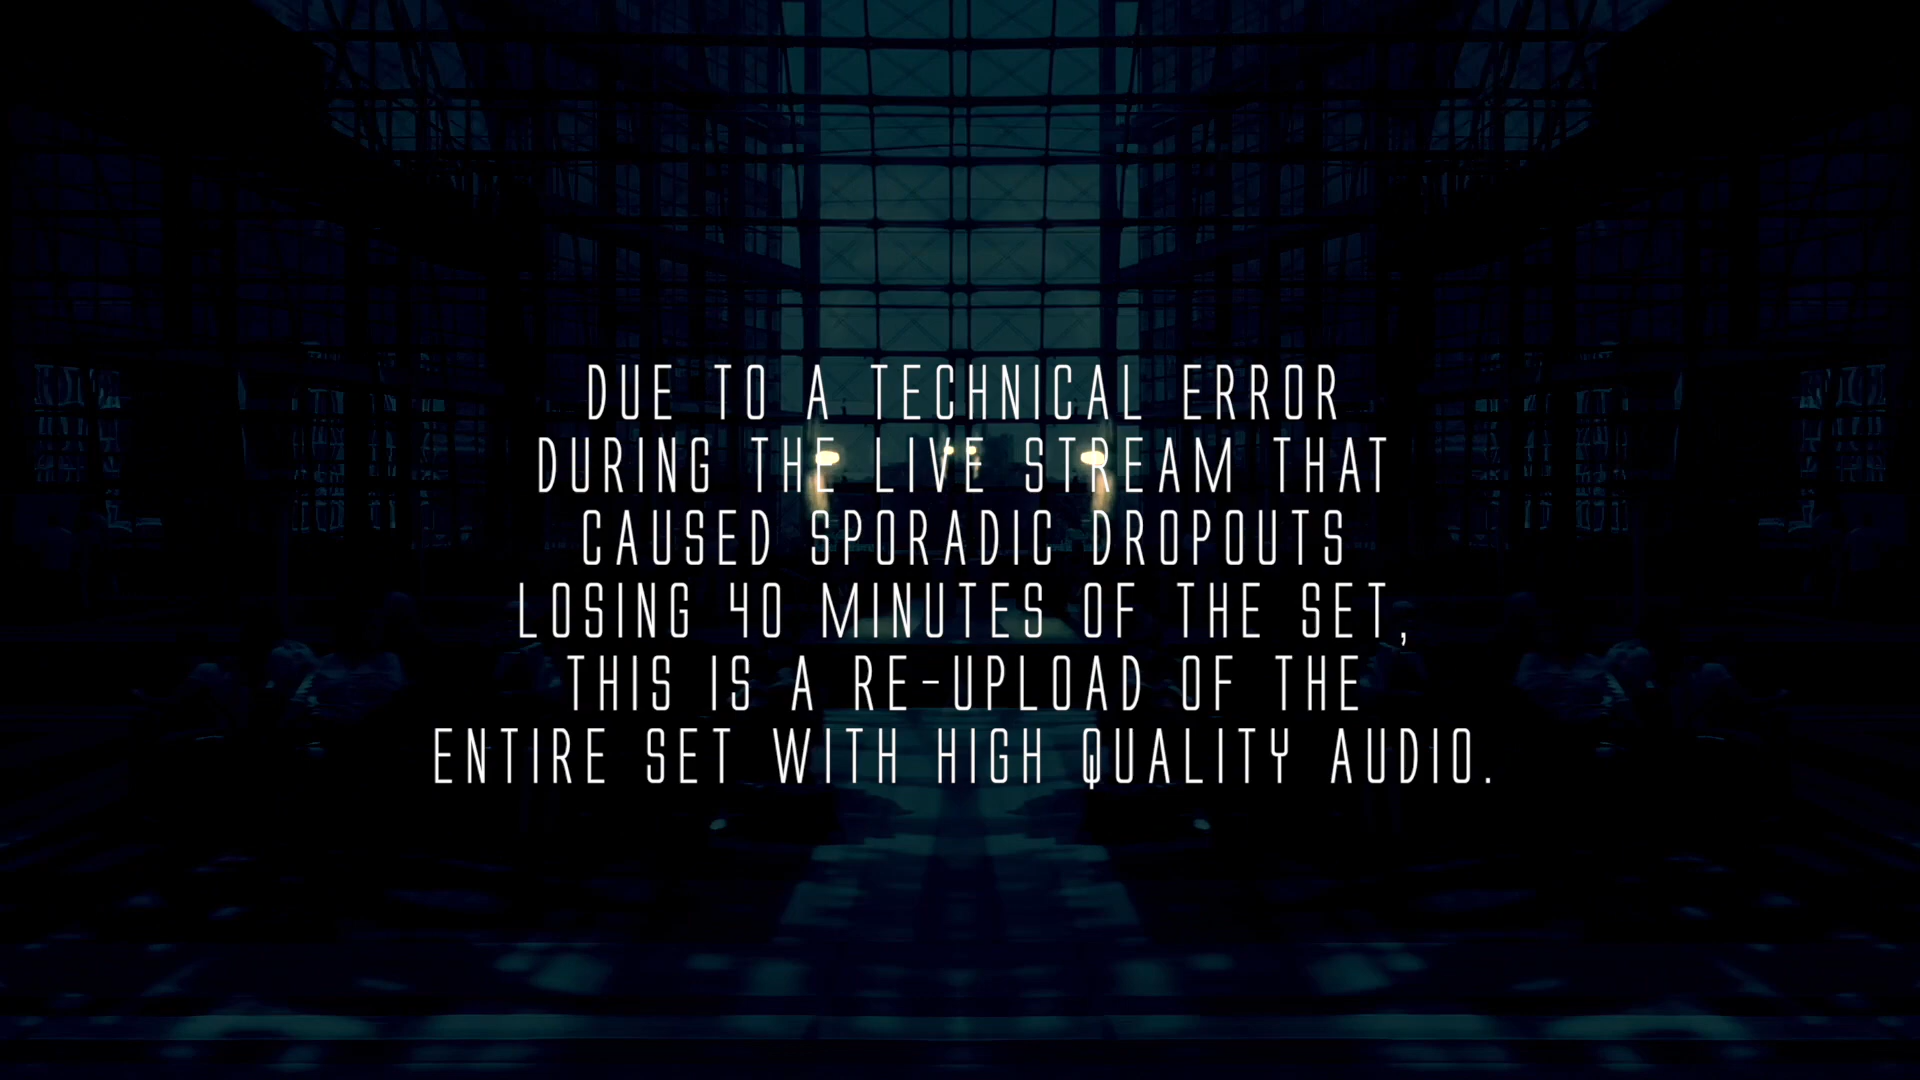 DUE TO A TECHNICAL ERROR
DURING THE LIVE STREAM THAT
CAUSED SPORADIC DROPOUTS
LOSING 40 MINUTES OF THE SET,
THIS IS A RE-UPLOAD OF THE
ENTIRE SET WITH HIGH QUALITY AUDIO.